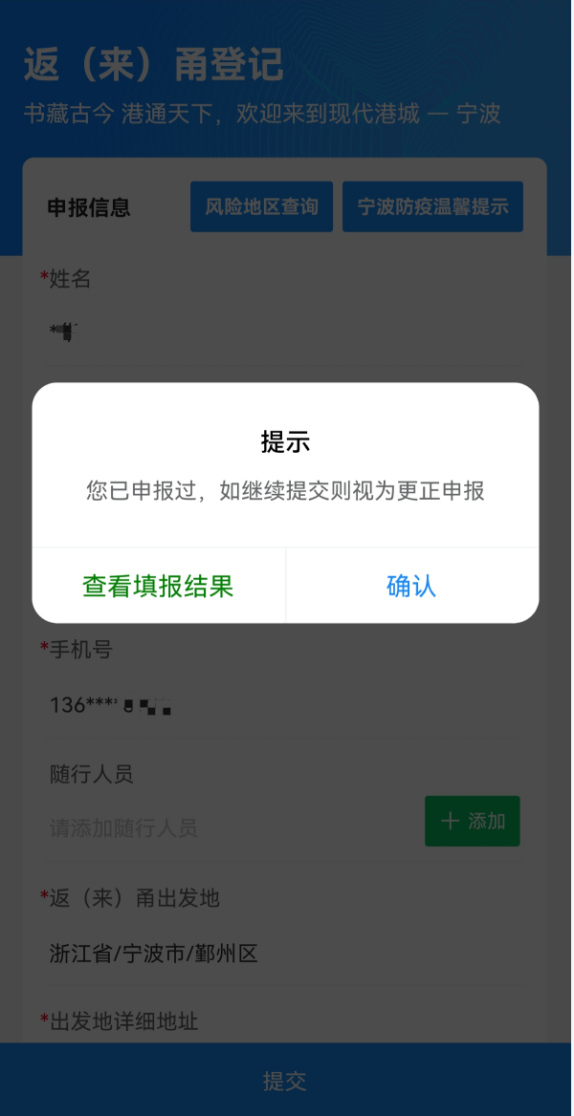 返（来）甬登记
书藏古今 港通天下，欢迎来到现代港城 — 宁波
申报信息 风险地区查询 宁波防疫温馨提示
*姓名
提示
您已申报过，如继续提交则视为更正申报
查看填报结果 确认
*手机号
136***
随行人员
请添加随行人员 + 添加
*返（来）甬出发地
浙江省/宁波市/鄞州区
*出发地详细地址
提交